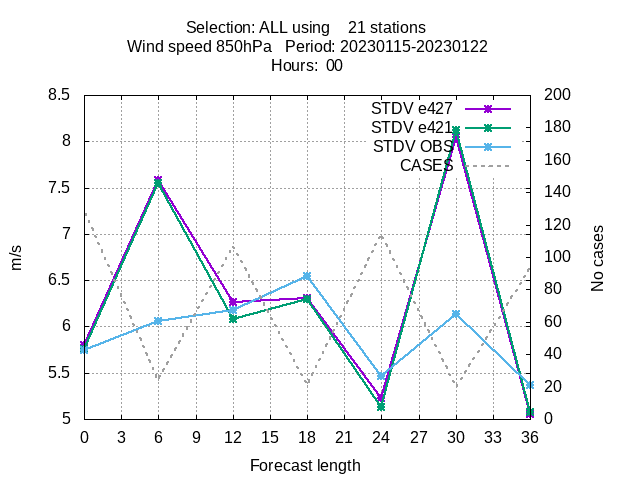 Selection: ALL using    21 stations
Wind speed 850hPa   Period: 20230115-20230122
Hours:  00
8.5
8
7.5
7
6.5
6
5.5
5
m/s
200
180
160
140
120
100
80
60
40
20
0
No cases
STDV e427
STDV e421
STDV OBS
CASES
0 3 6 9 12 15 18 21 24 27 30 33 36
Forecast length